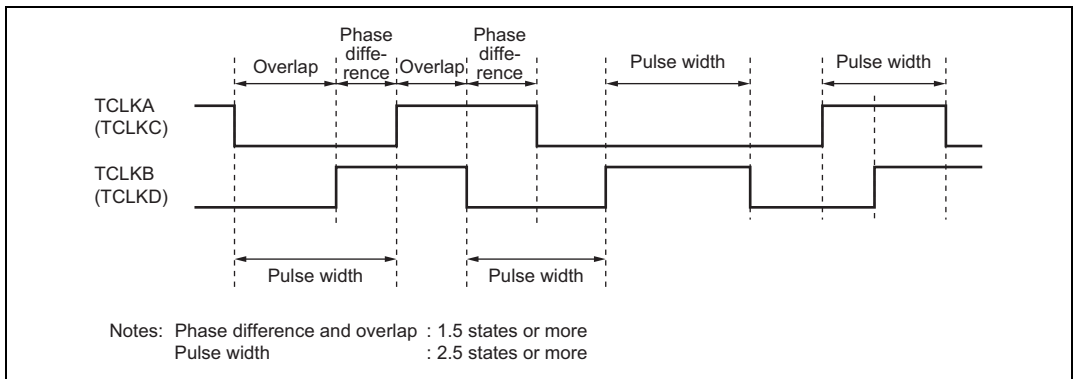 Phase
diffe-
rence
Phase
diffe-
rence
Overlap
Overlap
Pulse width
Pulse width
TCLKA
(TCLKC)
TCLKB
(TCLKD)
Pulse width
Pulse width
Notes: Phase difference and overlap : 1.5 states or more
Pulse width : 2.5 states or more